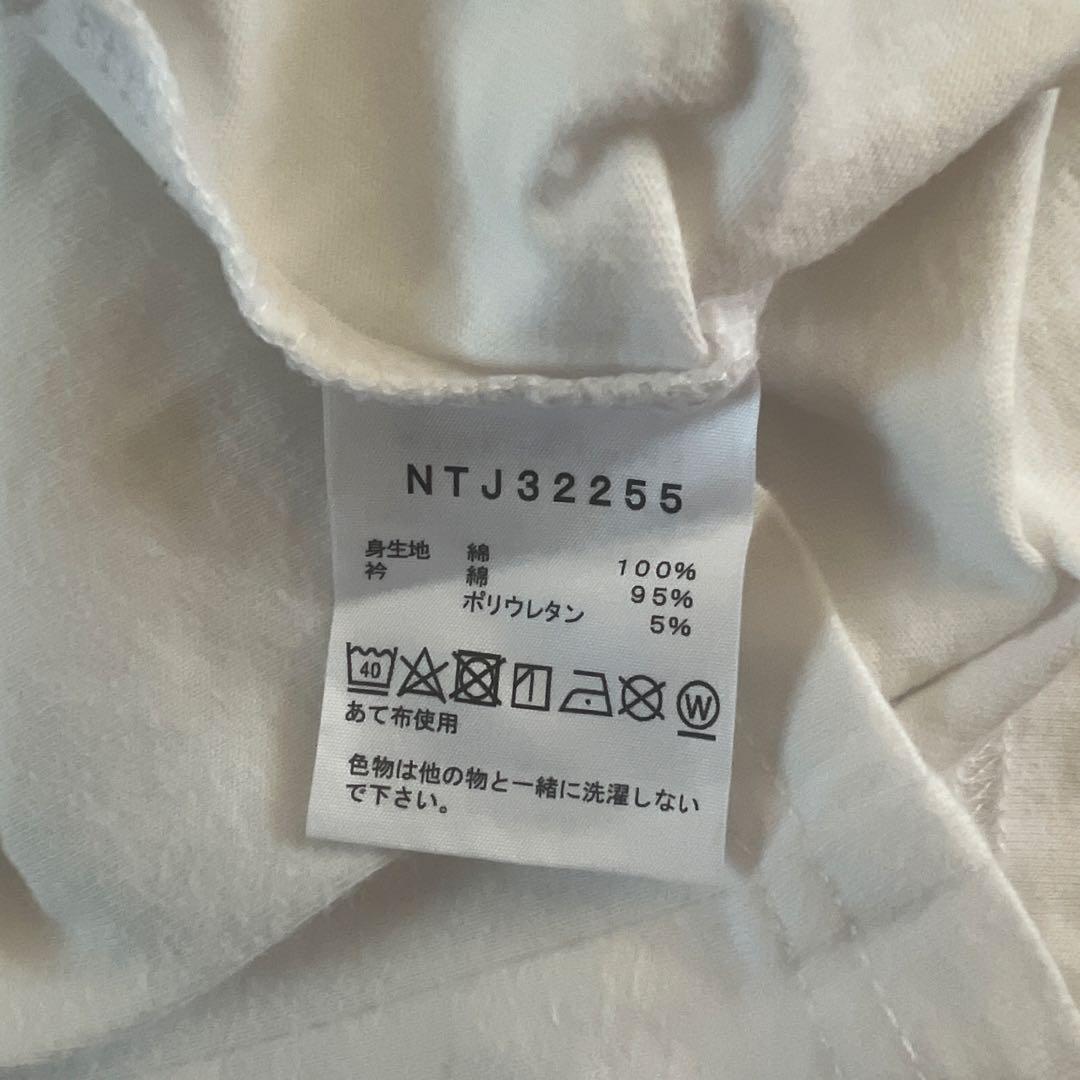 NTJ32255
身生地 綿 100%
衿 綿 95%
ポリウレタン 5%
40 W
あて布使用
色物は他の物と一緒に洗濯しない
で下さい。